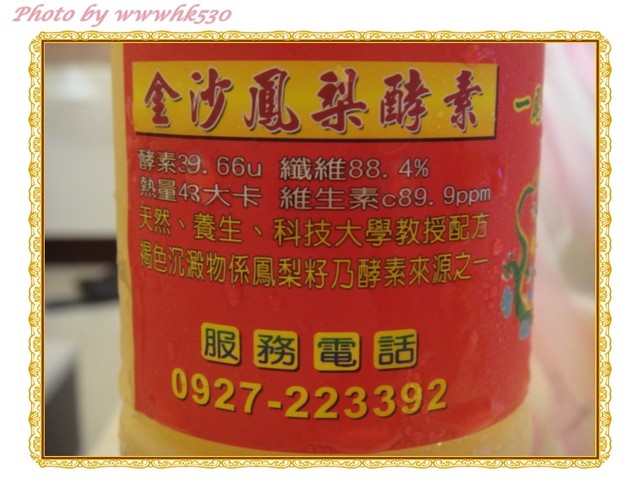 Photo by wwwhk530
金沙鳳梨酵素
酵素39.66u 纖維88.4%
熱量43大卡 維生素c89.9ppm
天然、養生、科技大學教授配方
褐色沉澱物係鳳梨籽乃酵素來源之一
服務電話
0927-223392